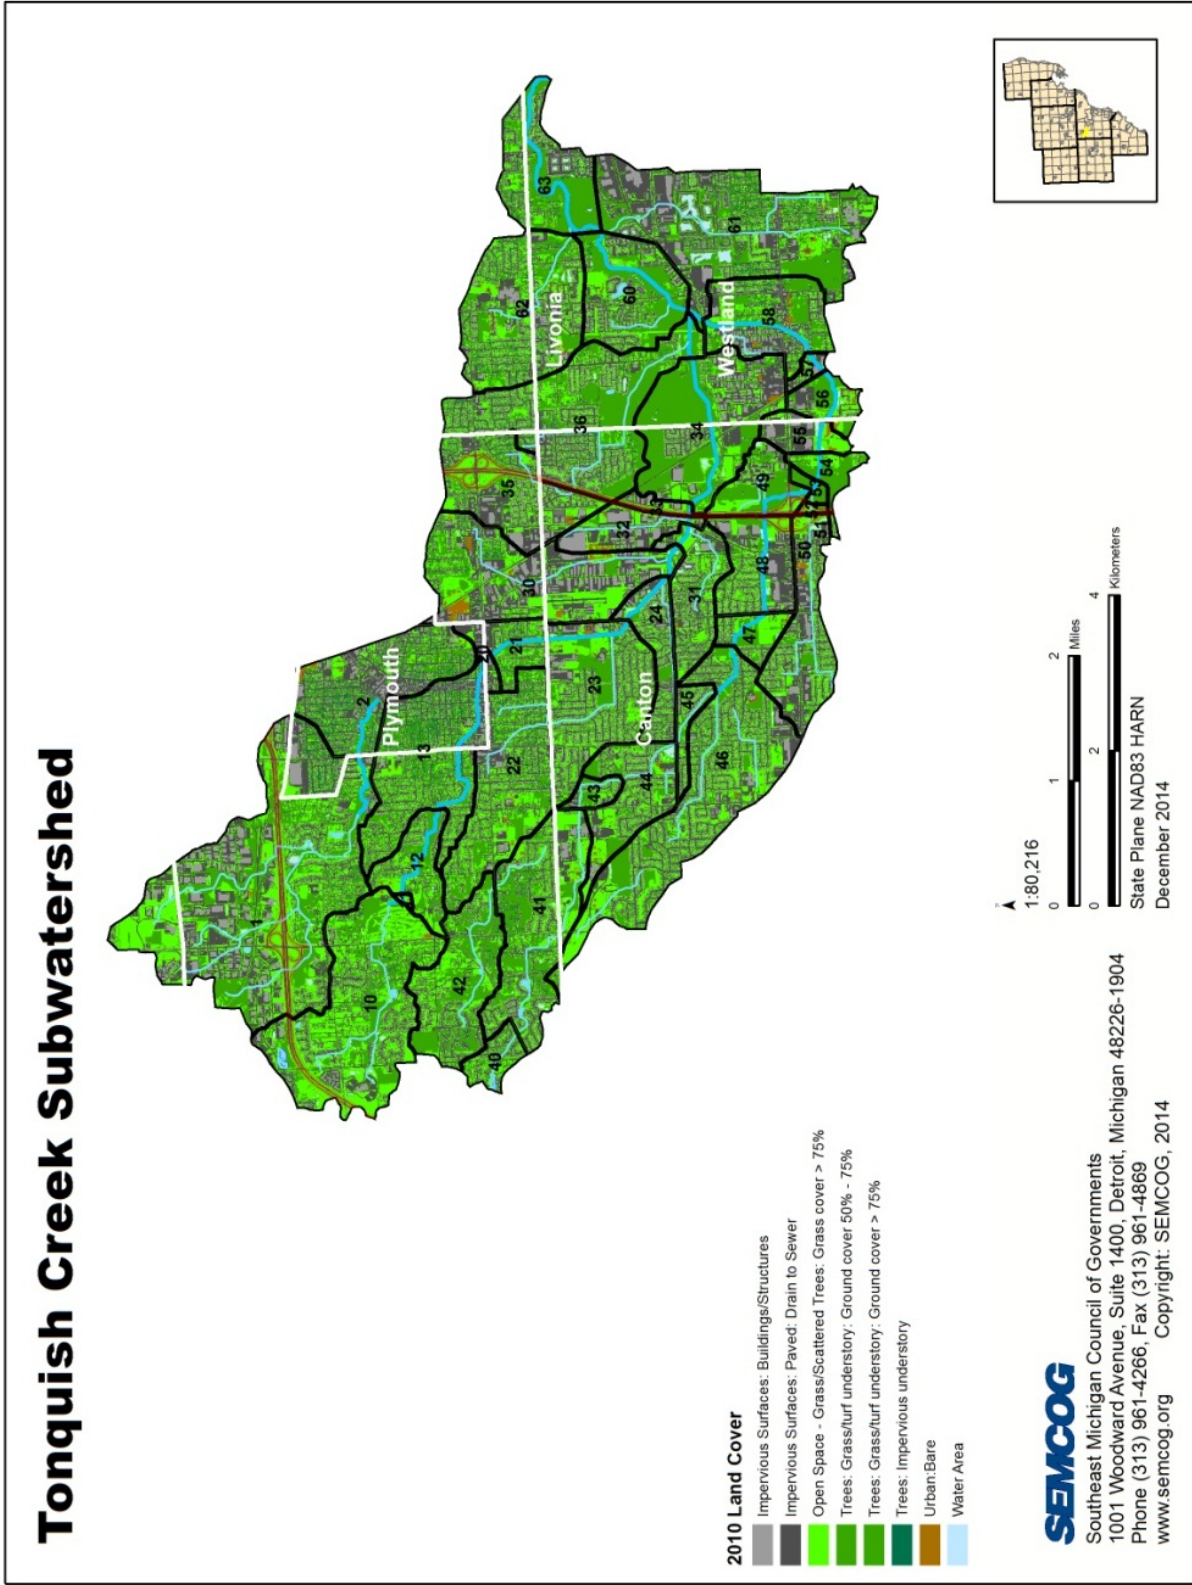 Tonquish Creek Subwatershed
1
2
10
12
13
20
21
22
23
24
30
31
32
33
34
35
36
40
41
42
43
44
45
46
47
48
49
50
51
53
54
55
56
57
58
60
61
62
63
Plymouth
Livonia
Canton
Westland
2010 Land Cover
Impervious Surfaces: Buildings/Structures
Impervious Surfaces: Paved: Drain to Sewer
Open Space - Grass/Scattered Trees: Grass cover > 75%
Trees: Grass/turf understory: Ground cover 50% - 75%
Trees: Grass/turf understory: Ground cover > 75%
Trees: Impervious understory
Urban:Bare
Water Area
SEMCOG
Southeast Michigan Council of Governments
1001 Woodward Avenue, Suite 1400, Detroit, Michigan 48226-1904
Phone (313) 961-4266, Fax (313) 961-4869
www.semcog.org Copyright: SEMCOG, 2014
1:80,216
0 1 2 Miles
0 2 4 Kilometers
State Plane NAD83 HARN
December 2014